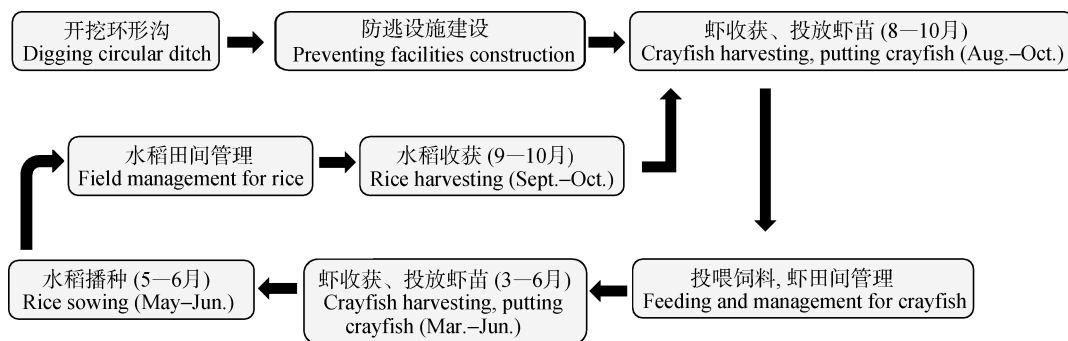 开挖环形沟
Digging circular ditch
防逃设施建设
Preventing facilities construction
虾收获、投放虾苗 (8—10月)
Crayfish harvesting, putting crayfish (Aug.–Oct.)
水稻田间管理
Field management for rice
水稻收获 (9—10月)
Rice harvesting (Sept.–Oct.)
水稻播种 (5—6月)
Rice sowing (May–Jun.)
虾收获、投放虾苗 (3—6月)
Crayfish harvesting, putting
crayfish (Mar.–Jun.)
投喂饲料, 虾田间管理
Feeding and management for crayfish